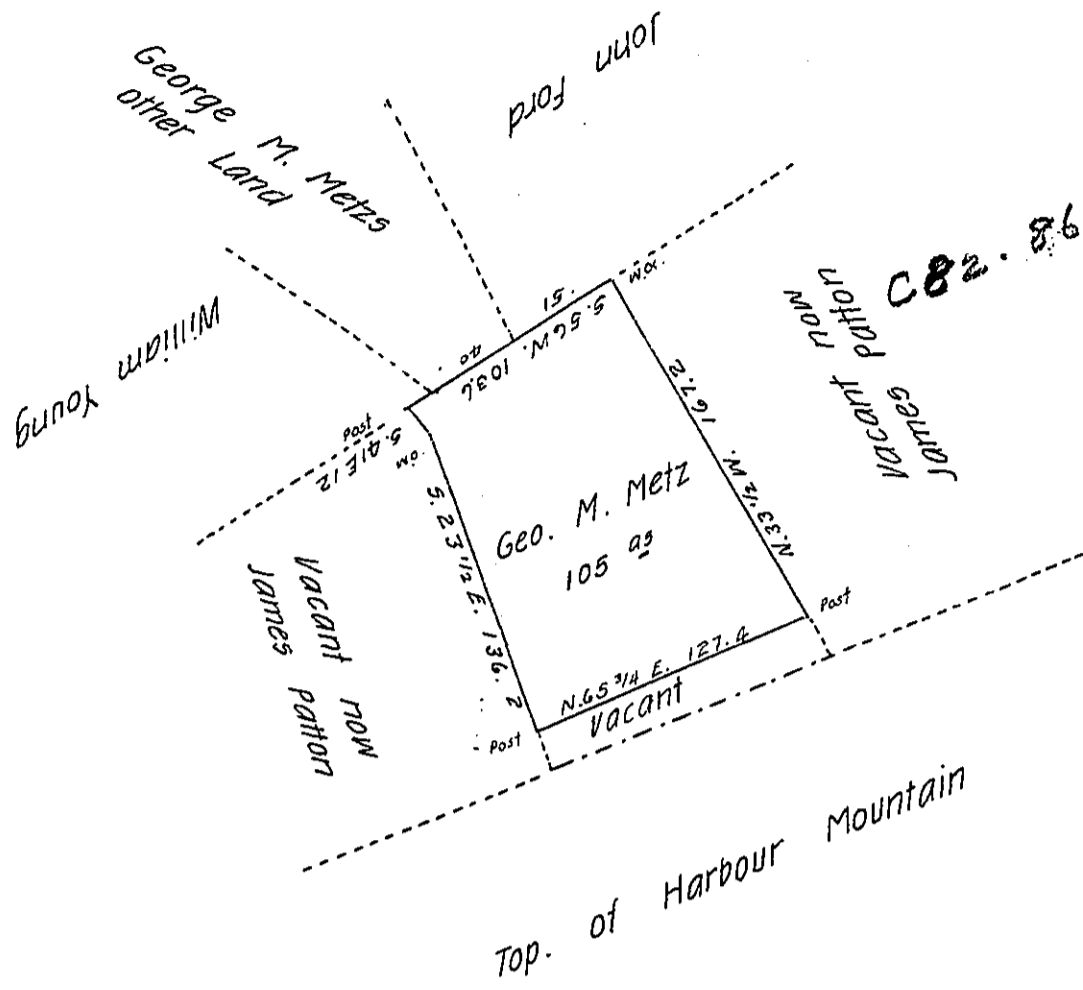 George M. Metzs
other Land
John Ford
William Young
C82.86
Vacant now
James Patton
W.O.
.51
S. 56 W. 103.6
40
Post
S. 41 E 12
W.O.
S. 23 1/2 E. 136.2
N. 33 1/2 W. 167.2
Geo. M. Metz
105 as
Post
N. 65 3/4 E. 127.4
Vacant
Post
Vacant now
James Patton
Top. of Harbour Mountain